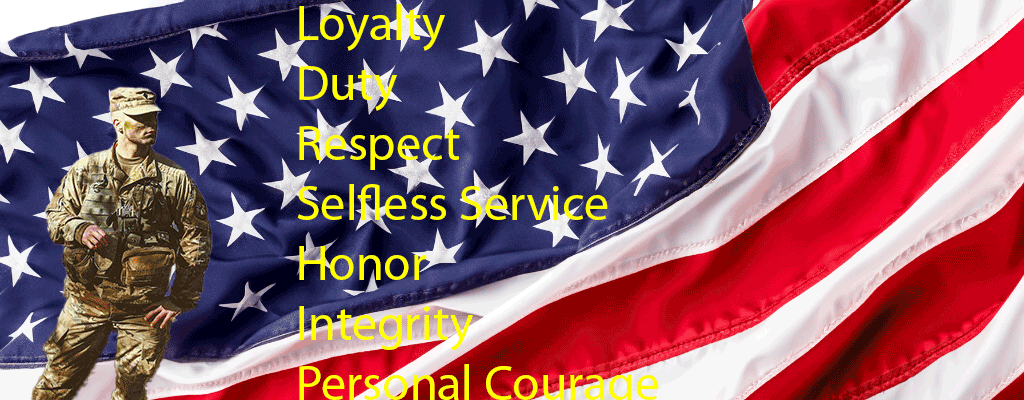 Loyalty
Duty
Respect
Selfless Service
Honor
Integrity
Personal Courage